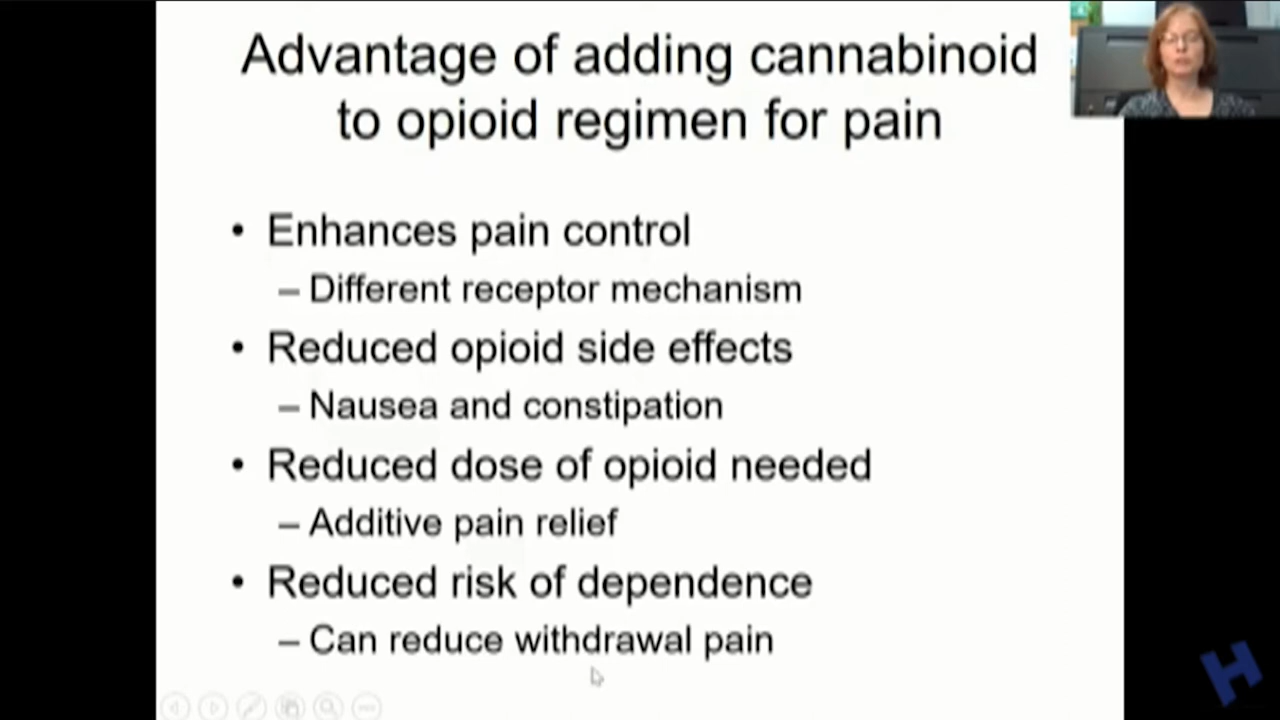 Advantage of adding cannabinoid
to opioid regimen for pain
• Enhances pain control
– Different receptor mechanism
• Reduced opioid side effects
– Nausea and constipation
• Reduced dose of opioid needed
– Additive pain relief
• Reduced risk of dependence
– Can reduce withdrawal pain
H